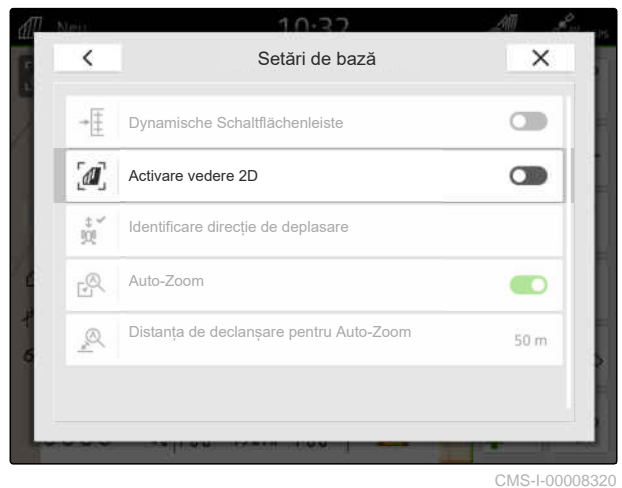 Neu 10:32
Setări de bază
Dynamische Schaltflächenleiste
Activare vedere 2D
Identificare direcție de deplasare
Auto-Zoom
Distanța de declanșare pentru Auto-Zoom
50 m
CMS-I-00008320